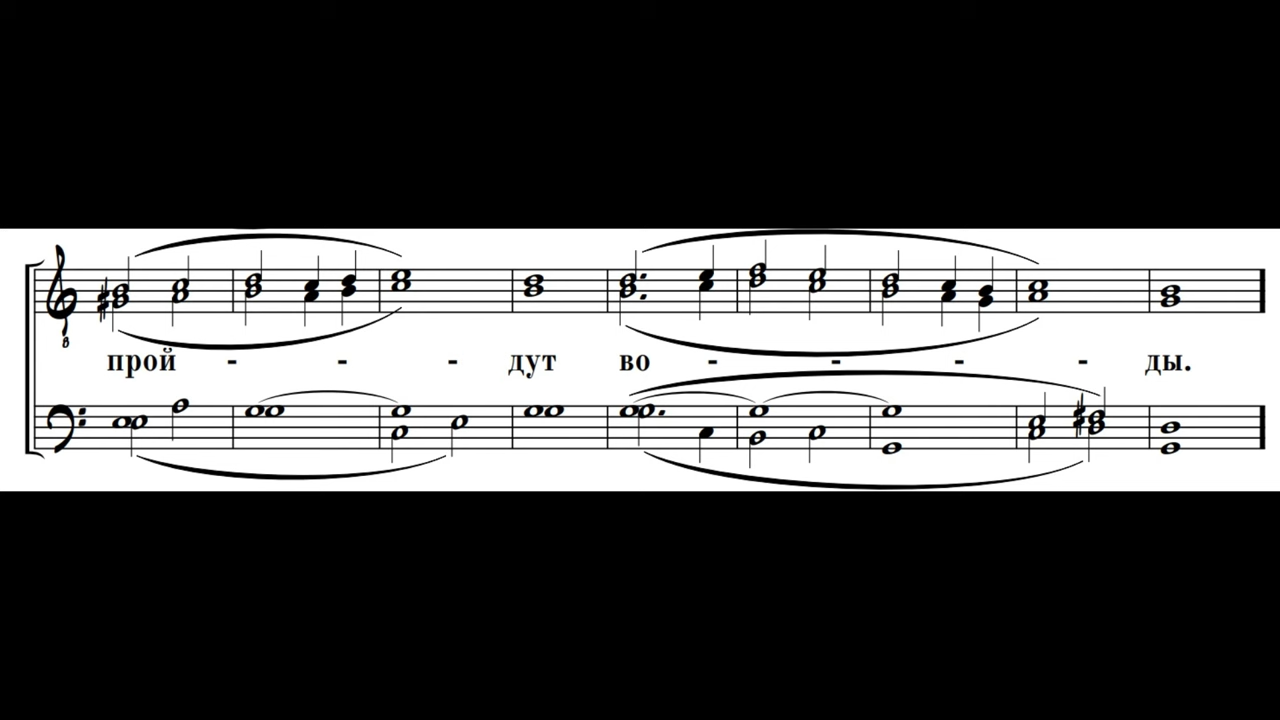 прой - - - дут во - - - - ды.